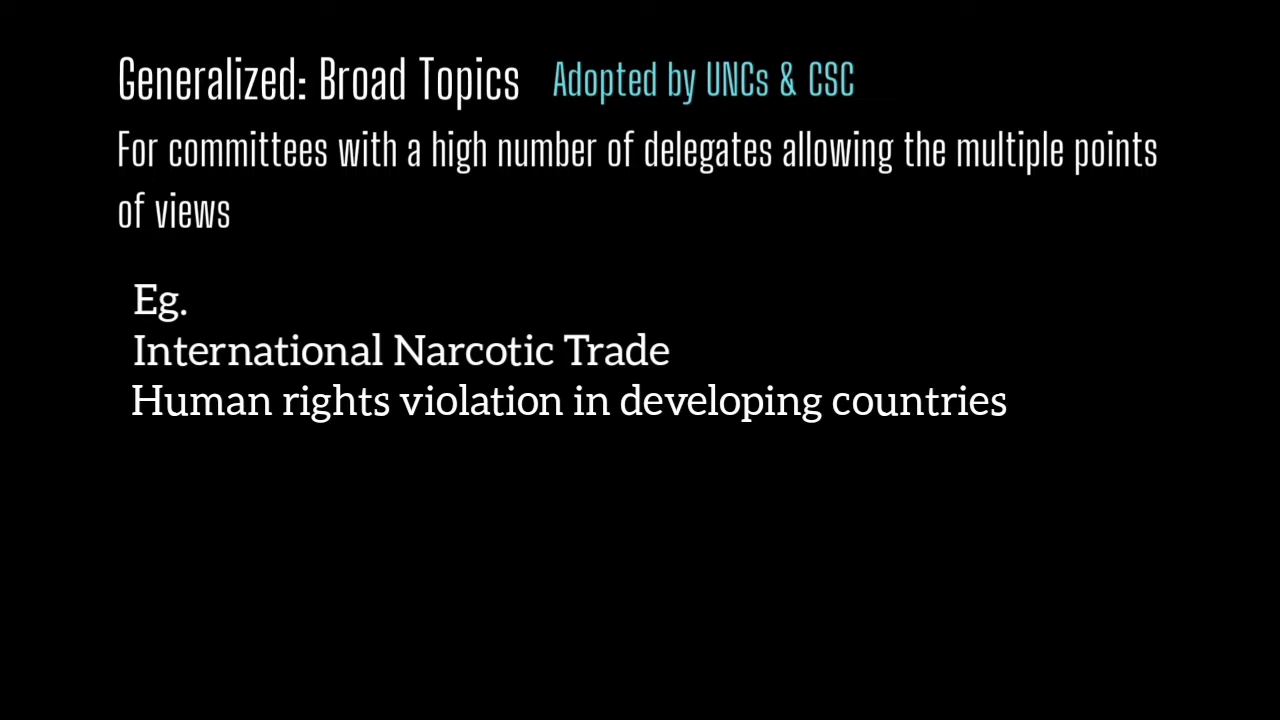 Generalized: Broad Topics Adopted by UNCs & CSC
For committees with a high number of delegates allowing the multiple points
of views
Eg.
International Narcotic Trade
Human rights violation in developing countries